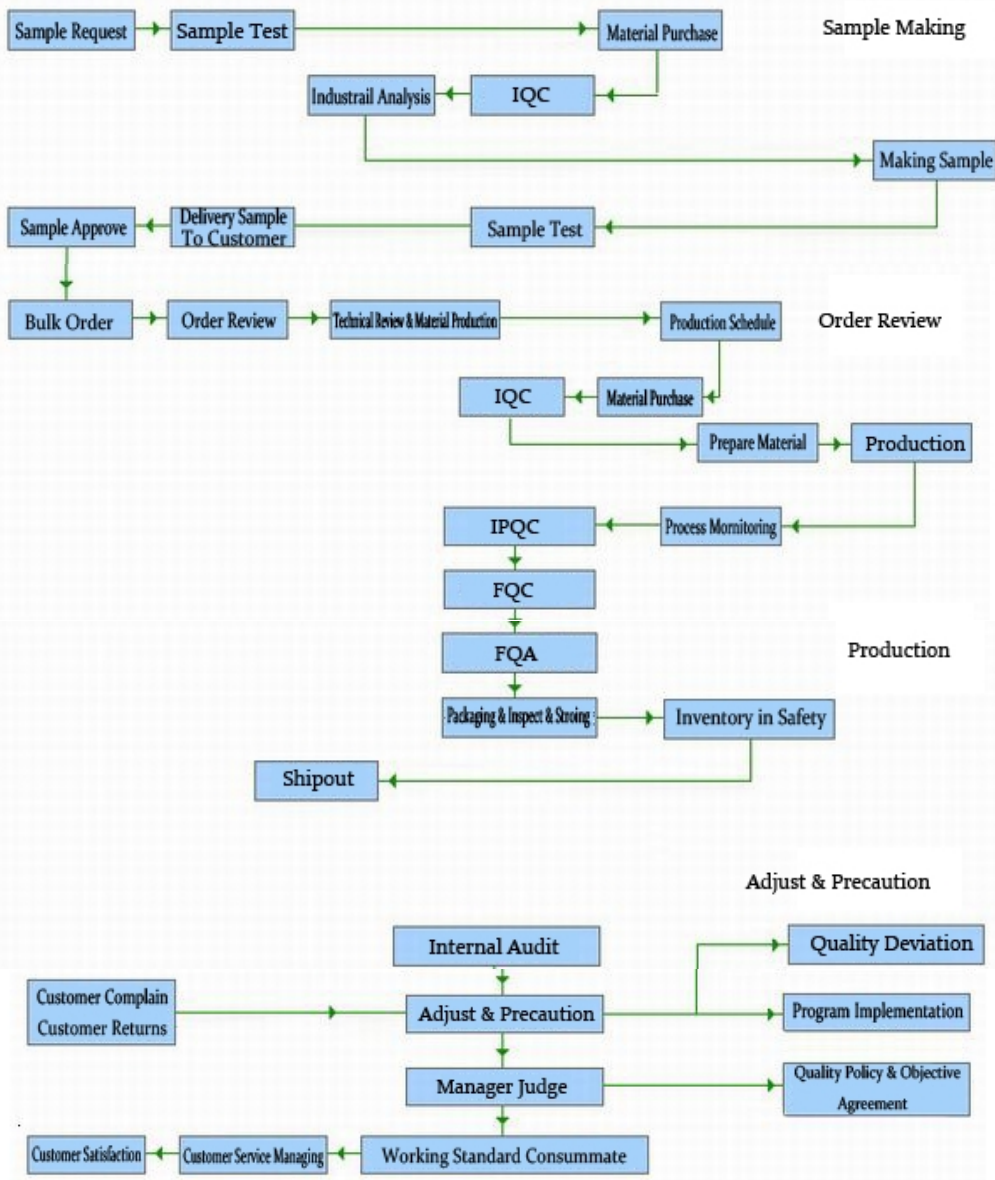 Sample Request
Sample Test
Material Purchase
Sample Making
Industrail Analysis
IQC
Making Sample
Sample Approve
Delivery Sample
To Customer
Sample Test
Bulk Order
Order Review
Technical Review & Material Production
Production Schedule
Order Review
IQC
Material Purchase
Prepare Material
Production
IPQC
Process Mornitoring
FQC
FQA
Production
Packaging & Inspect & Stroing
Inventory in Safety
Shipout
Adjust & Precaution
Internal Audit
Quality Deviation
Customer Complain
Customer Returns
Adjust & Precaution
Program Implementation
Manager Judge
Quality Policy & Objective
Agreement
Customer Satisfaction
Customer Service Managing
Working Standard Consummate